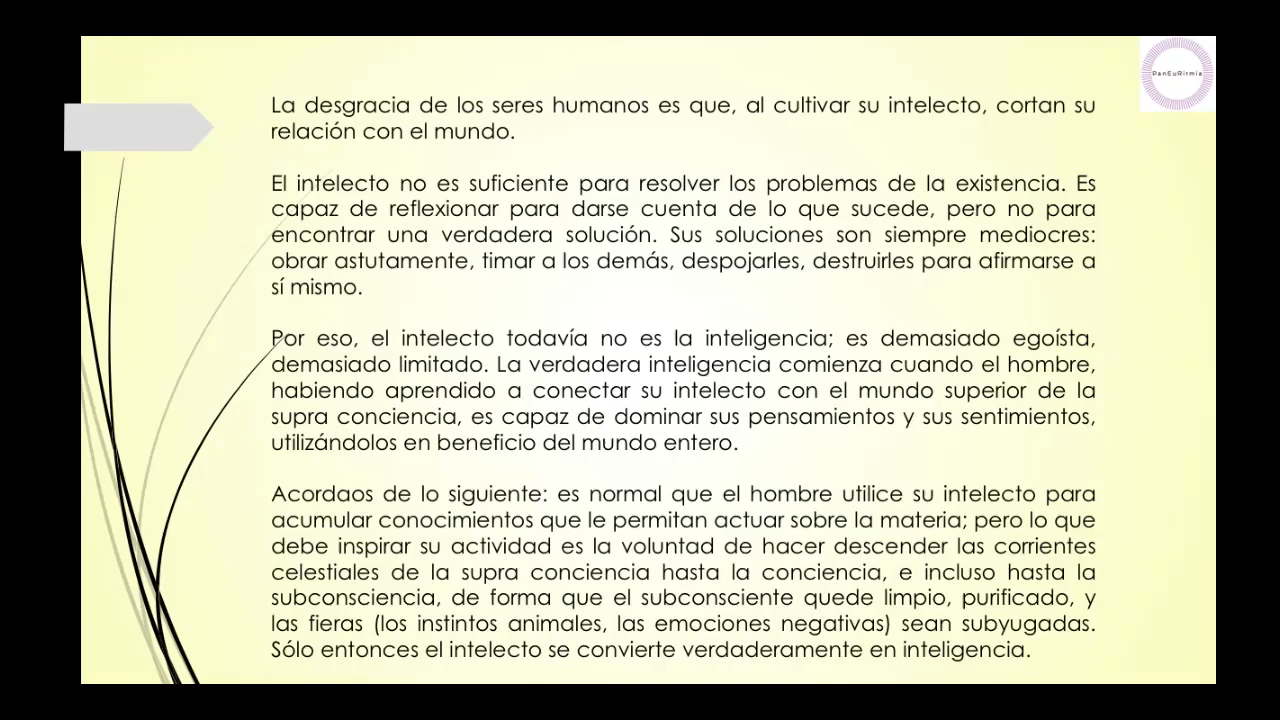 PanEuRitmia
La desgracia de los seres humanos es que, al cultivar su intelecto, cortan su
relación con el mundo.
El intelecto no es suficiente para resolver los problemas de la existencia. Es
capaz de reflexionar para darse cuenta de lo que sucede, pero no para
encontrar una verdadera solución. Sus soluciones son siempre mediocres:
obrar astutamente, timar a los demás, despojarles, destruirles para afirmarse a
sí mismo.
Por eso, el intelecto todavía no es la inteligencia; es demasiado egoísta,
demasiado limitado. La verdadera inteligencia comienza cuando el hombre,
habiendo aprendido a conectar su intelecto con el mundo superior de la
supra conciencia, es capaz de dominar sus pensamientos y sus sentimientos,
utilizándolos en beneficio del mundo entero.
Acordaos de lo siguiente: es normal que el hombre utilice su intelecto para
acumular conocimientos que le permitan actuar sobre la materia; pero lo que
debe inspirar su actividad es la voluntad de hacer descender las corrientes
celestiales de la supra conciencia hasta la conciencia, e incluso hasta la
subconsciencia, de forma que el subconsciente quede limpio, purificado, y
las fieras (los instintos animales, las emociones negativas) sean subyugadas.
Sólo entonces el intelecto se convierte verdaderamente en inteligencia.